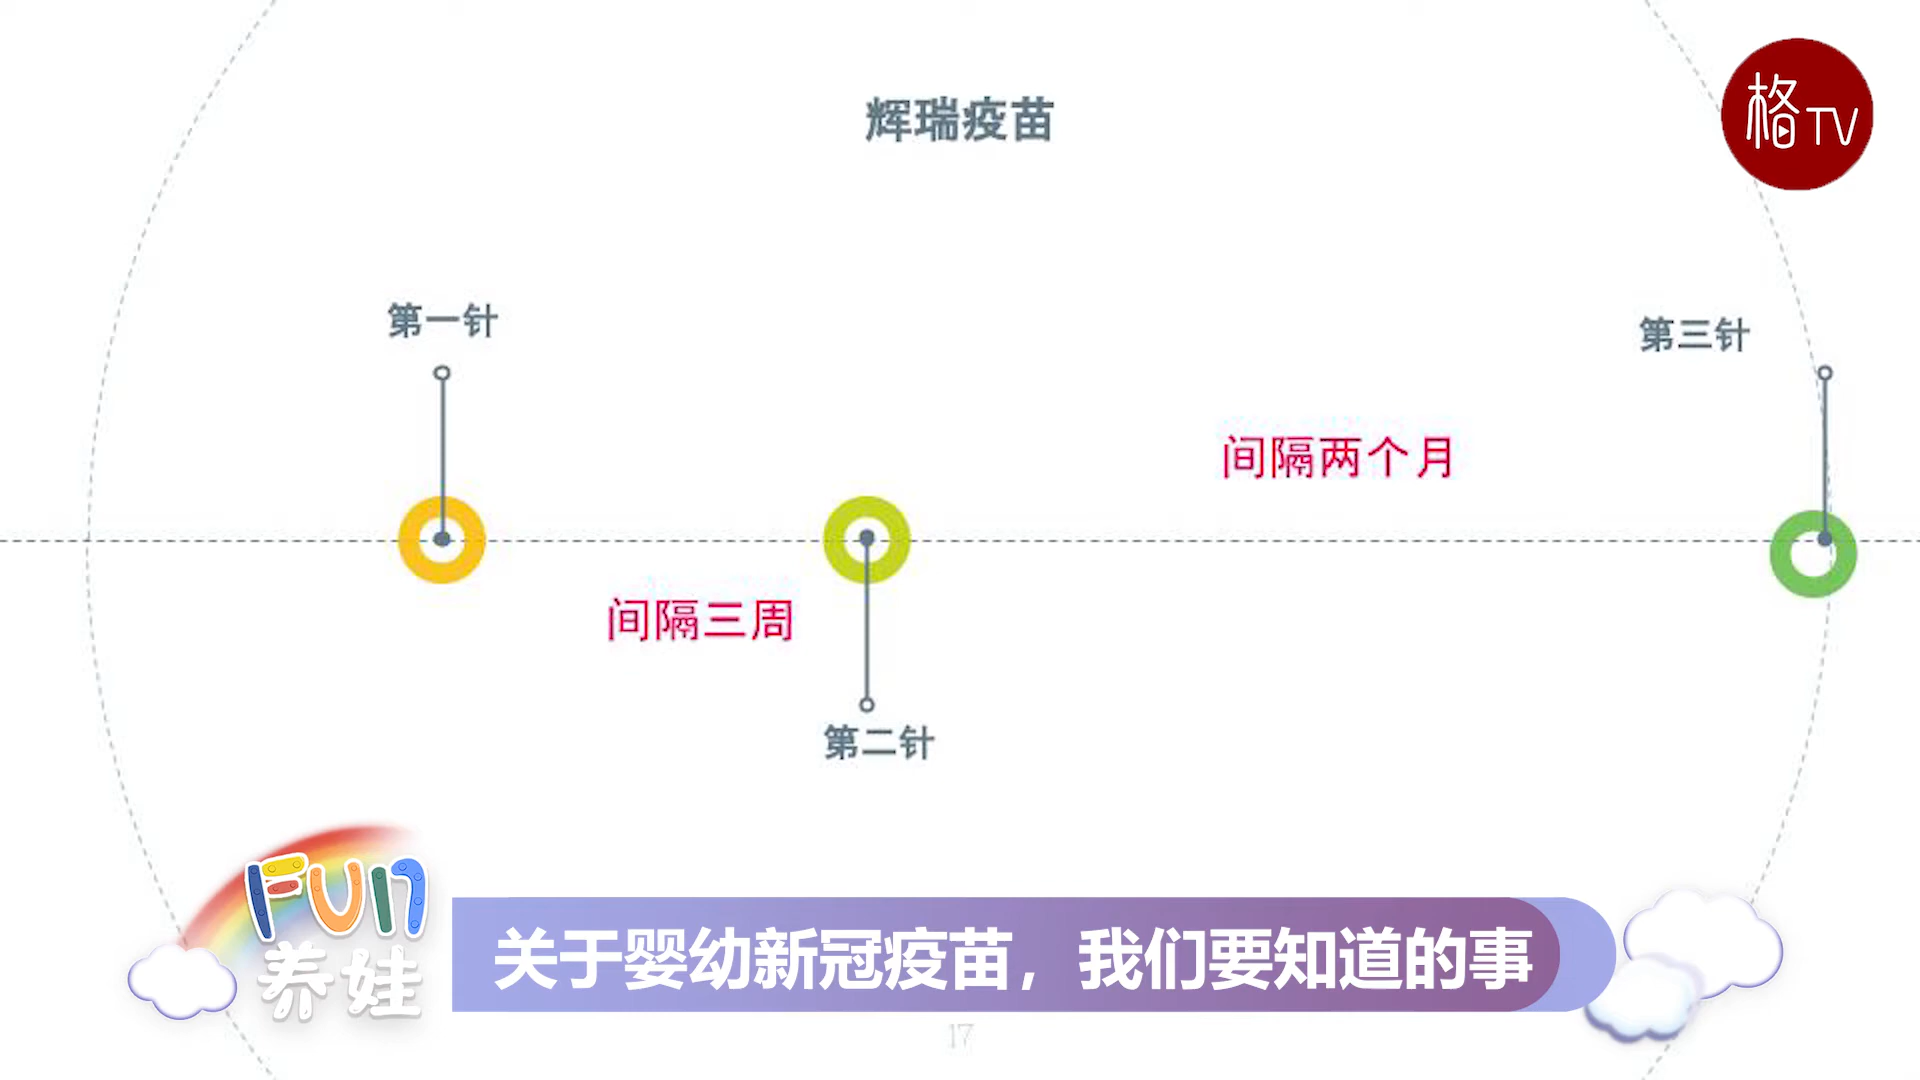 辉瑞疫苗
格TV
第一针
第三针
间隔两个月
间隔三周
第二针
Fun
养娃
关于婴幼新冠疫苗，我们要知道的事
17